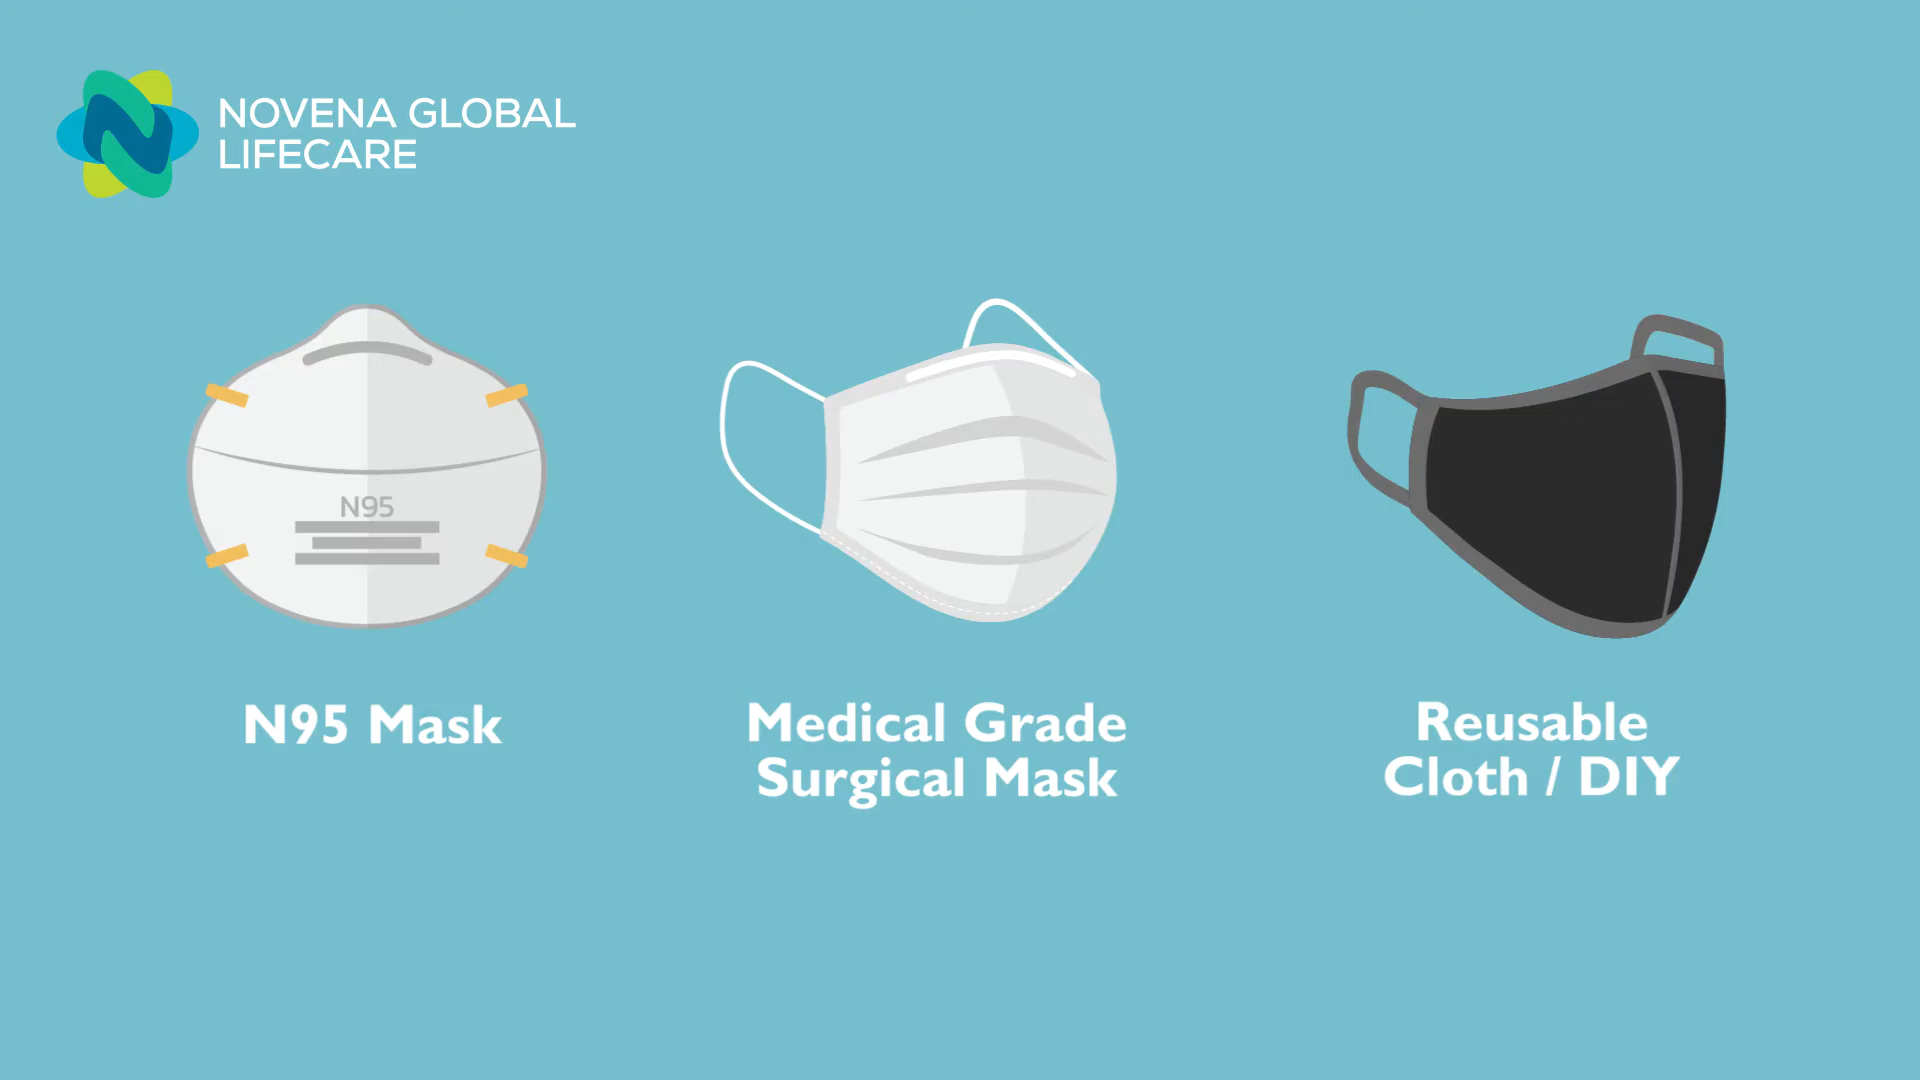 NOVENA GLOBAL
LIFECARE
N95
N95 Mask
Medical Grade
Surgical Mask
Reusable
Cloth / DIY